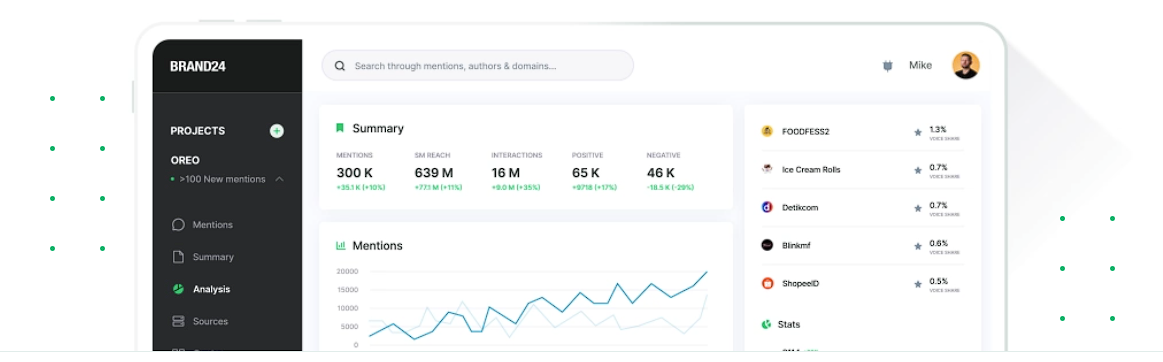 BRAND24
Search through mentions, authors & domains...
Mike
PROJECTS
OREO
>100 New mentions
Mentions
Summary
Analysis
Sources
Summary
MENTIONS
300 K
+35.1 K (+10%)
SM REACH
639 M
+77.1 M (+11%)
INTERACTIONS
16 M
+9.0 M (+35%)
POSITIVE
65 K
+9718 (+17%)
NEGATIVE
46 K
-18.5 K (-29%)
Mentions
20000
15000
10000
5000
0
FOODFESS2
1.3%
VOICE SHARE
Ice Cream Rolls
0.7%
VOICE SHARE
Detikcom
0.7%
VOICE SHARE
Blinkmf
0.6%
VOICE SHARE
ShopeeID
0.5%
VOICE SHARE
Stats